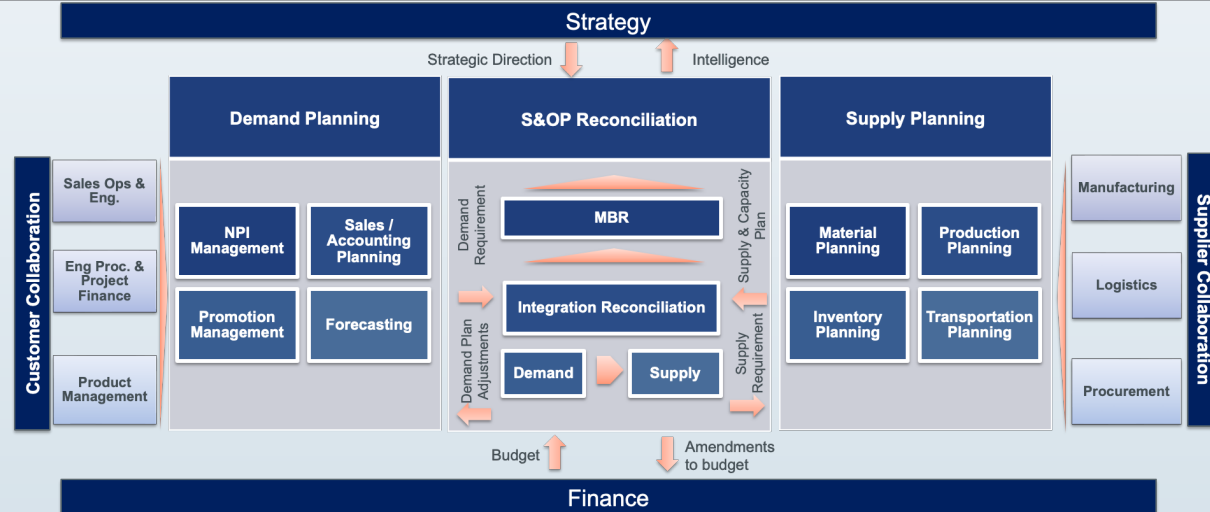 Strategy
Strategic Direction
Intelligence
Demand Planning
S&OP Reconciliation
Supply Planning
Customer Collaboration
Sales Ops &
Eng.
Eng Proc. &
Project
Finance
Product
Management
NPI
Management
Sales /
Accounting
Planning
Promotion
Management
Forecasting
Demand
Requirement
Demand Plan
Adjustments
MBR
Integration Reconciliation
Demand
Supply
Supply & Capacity
Plan
Supply
Requirement
Material
Planning
Production
Planning
Inventory
Planning
Transportation
Planning
Manufacturing
Logistics
Procurement
Supplier Collaboration
Budget
Amendments
to budget
Finance